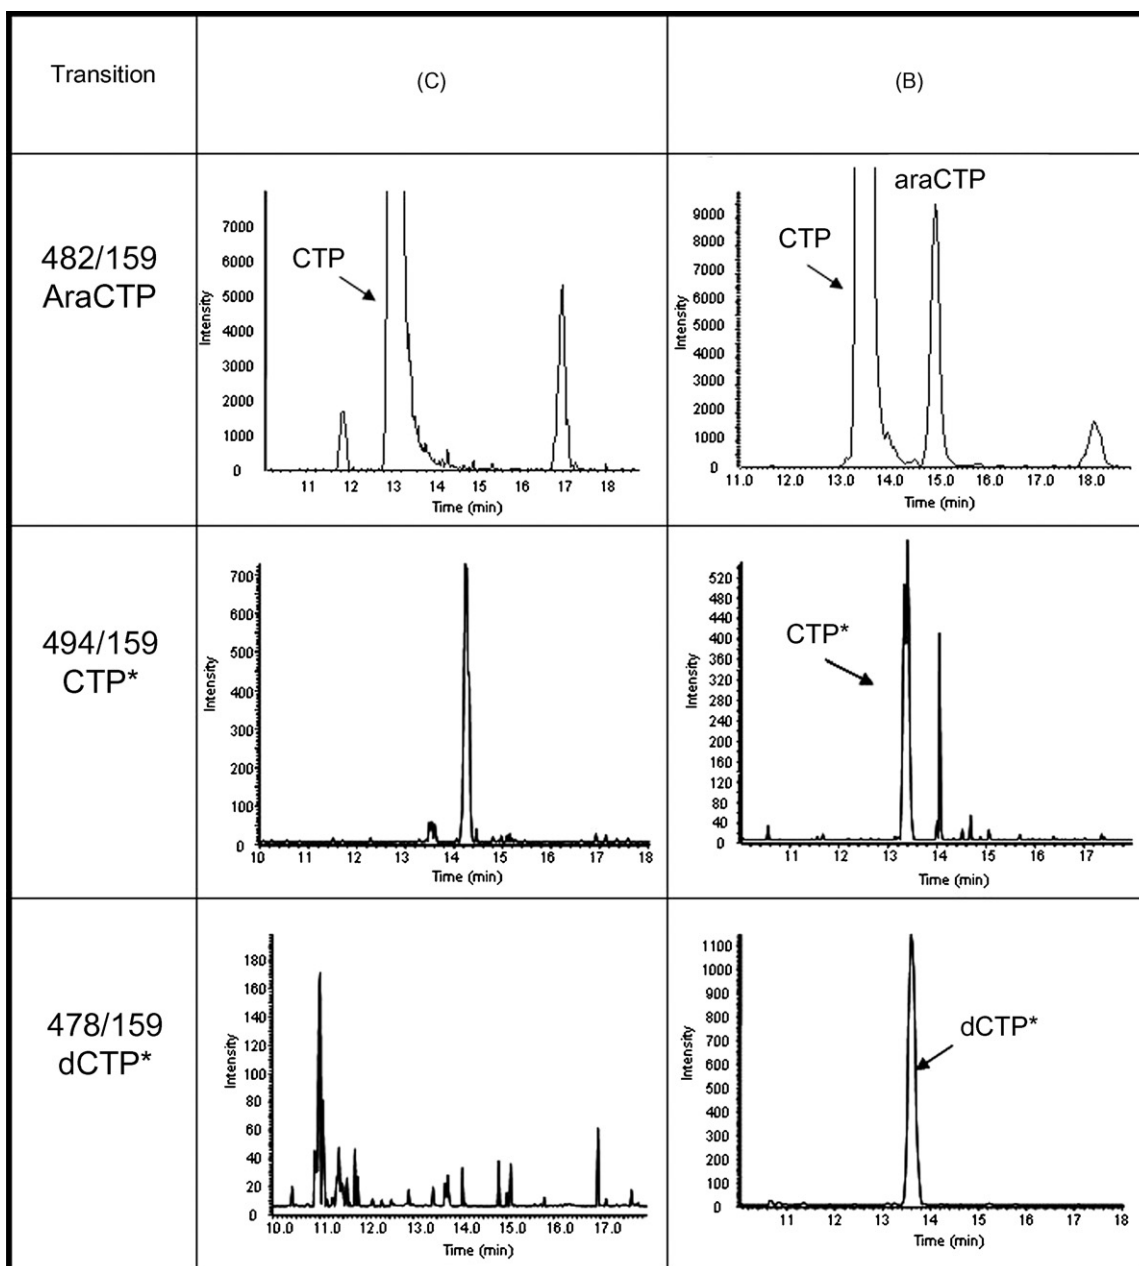 Transition
(C)
(B)
482/159
AraCTP
7000
6000
5000
4000
3000
2000
1000
0
Intensity
CTP
11 12 13 14 15 16 17 18
Time (min)
9000
8000
7000
6000
5000
4000
3000
2000
1000
0
Intensity
CTP
araCTP
11.0 12.0 13.0 14.0 15.0 16.0 17.0 18.0
Time (min)
494/159
CTP*
700
600
500
400
300
200
100
0
Intensity
10 11 12 13 14 15 16 17 18
Time (min)
520
480
440
400
360
320
280
240
200
160
120
80
40
0
Intensity
CTP*
11 12 13 14 15 16 17
Time (min)
478/159
dCTP*
180
160
140
120
100
80
60
40
20
0
Intensity
10.0 11.0 12.0 13.0 14.0 15.0 16.0 17.0
Time (min)
1100
1000
900
800
700
600
500
400
300
200
100
0
Intensity
dCTP*
11 12 13 14 15 16 17 18
Time (min)